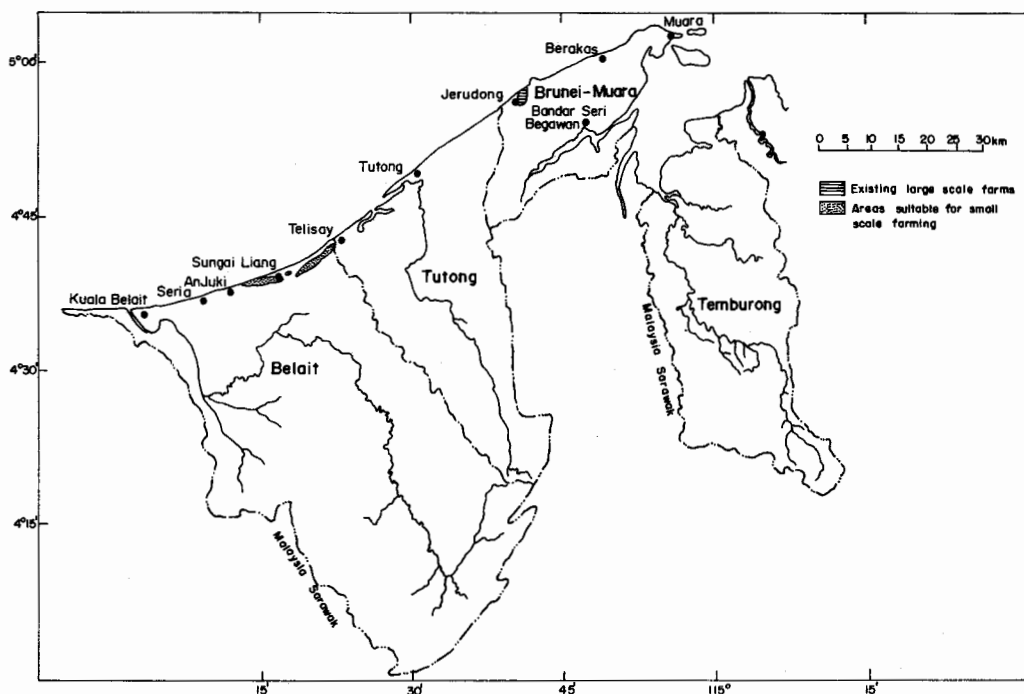 Muara
5°00'
Berakas
Jerudong
Brunei-Muara
Bandar Seri
Begawan
0 5 10 15 20 25 30km
Tutong
Existing large scale farms
4°45'
Areas suitable for small
scale farming
Telisay
Sungai Liang
AnJuki
Seria
Kuala Belait
Tutong
Temburong
Malaysia Sarawak
4°30'
Belait
4°15'
Malaysia Sarawak
15'
30'
45
115°
15'